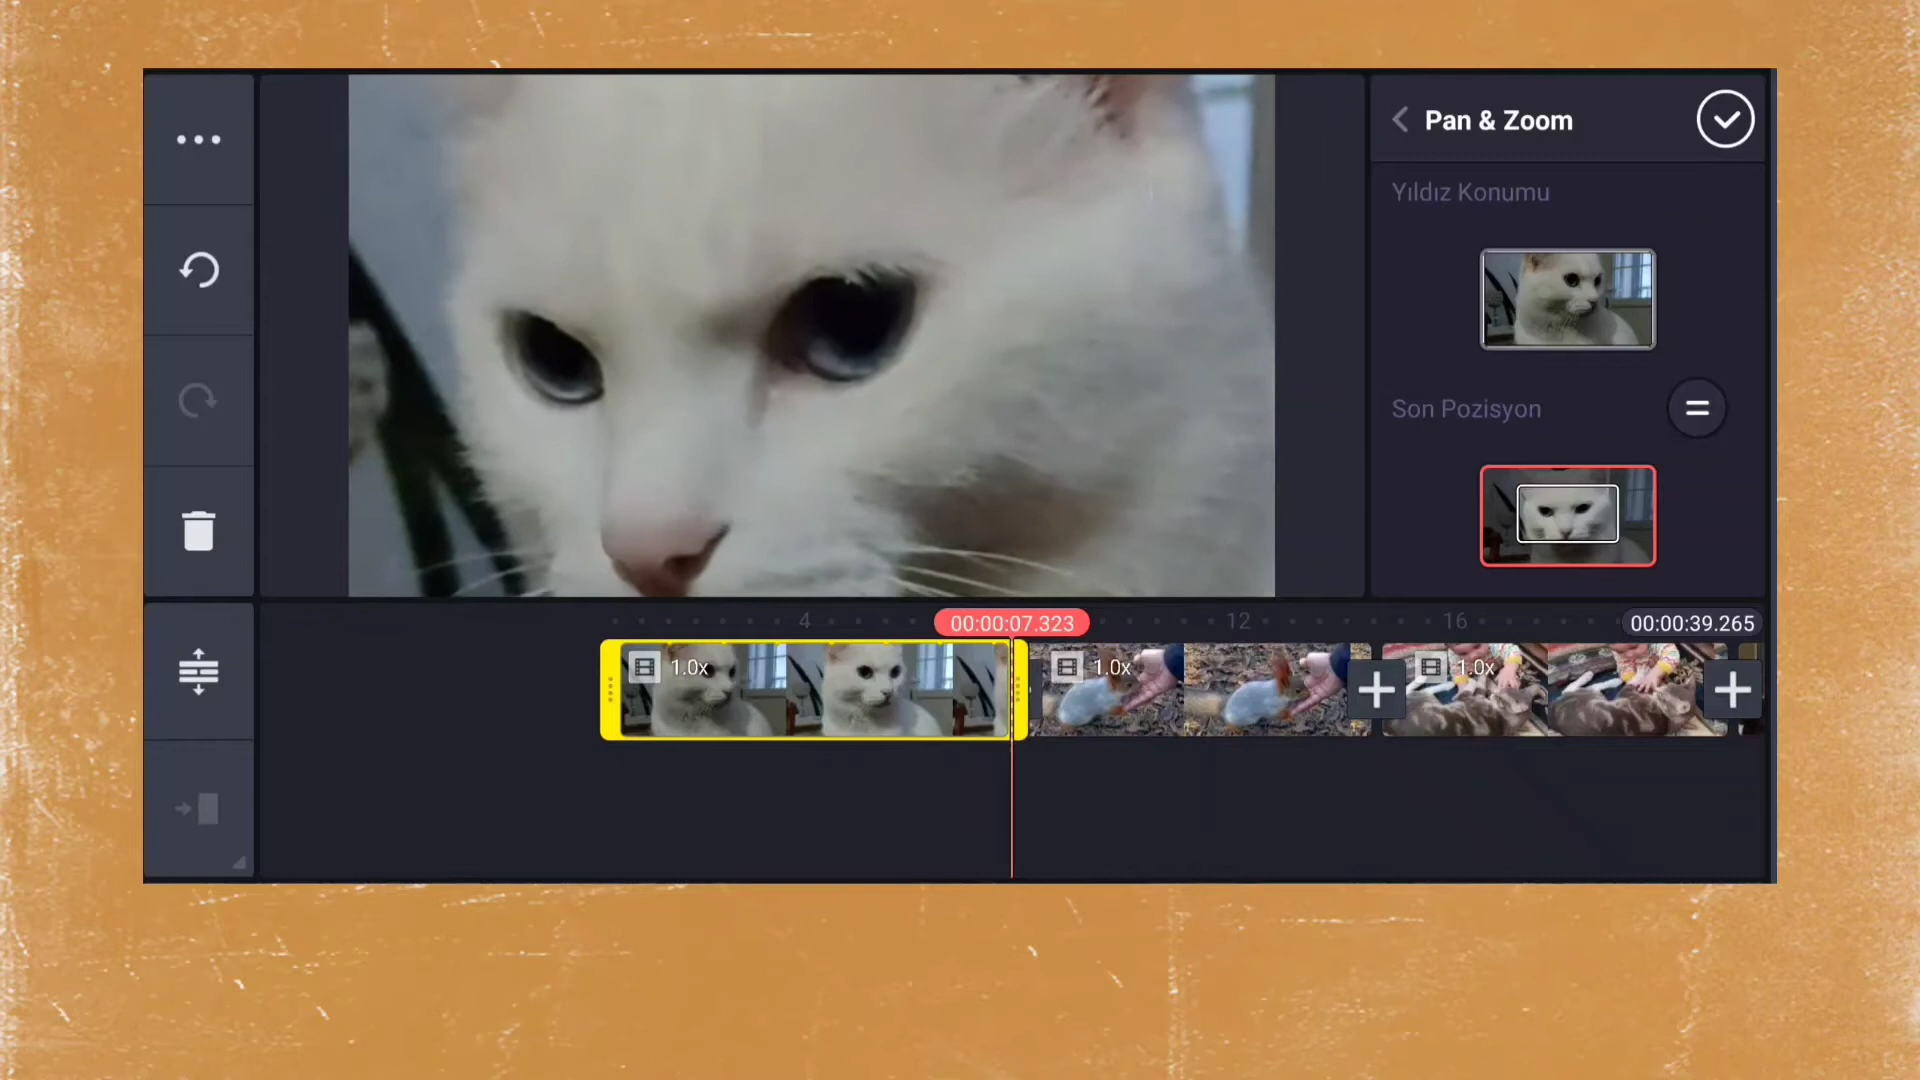 Pan & Zoom
Yıldız Konumu
Son Pozisyon
4
00:00:07.323
12
16
00:00:39.265
1.0x
1.0x
1.0x